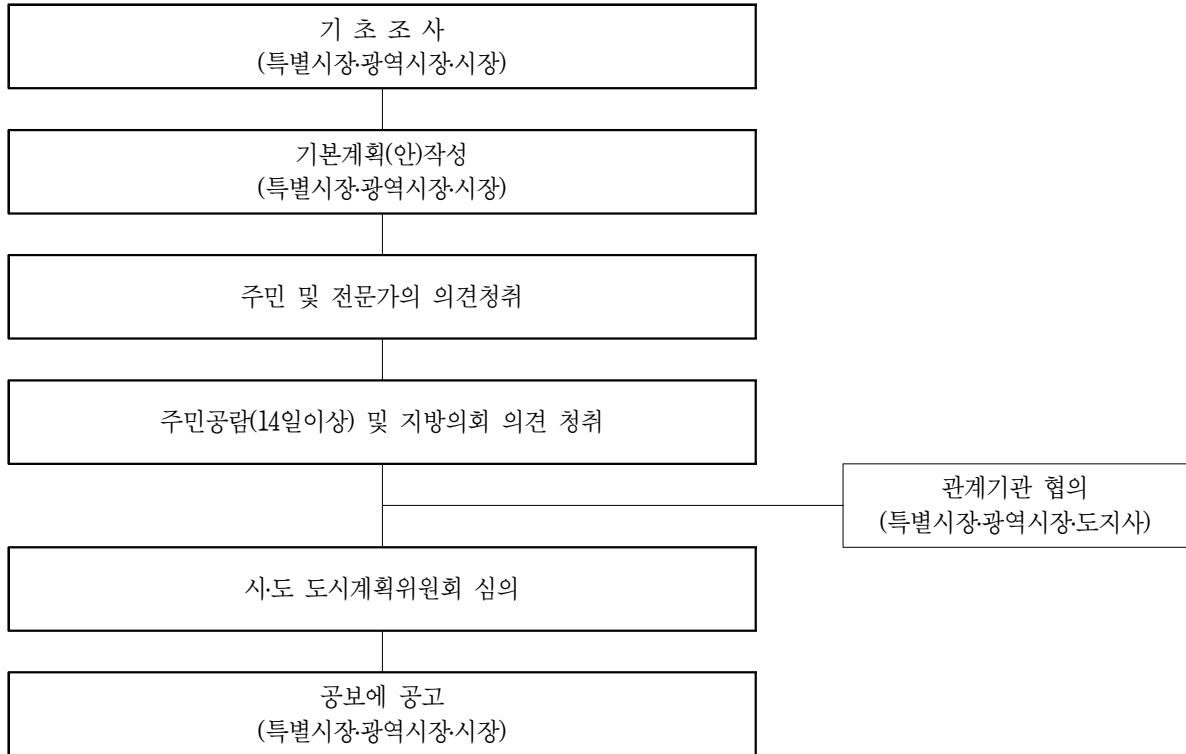 기 초 조 사
(특별시장·광역시장·시장)
기본계획(안)작성
(특별시장·광역시장·시장)
주민 및 전문가의 의견청취
주민공람(14일이상) 및 지방의회 의견 청취
관계기관 협의
(특별시장·광역시장·도지사)
시·도 도시계획위원회 심의
공보에 공고
(특별시장·광역시장·시장)